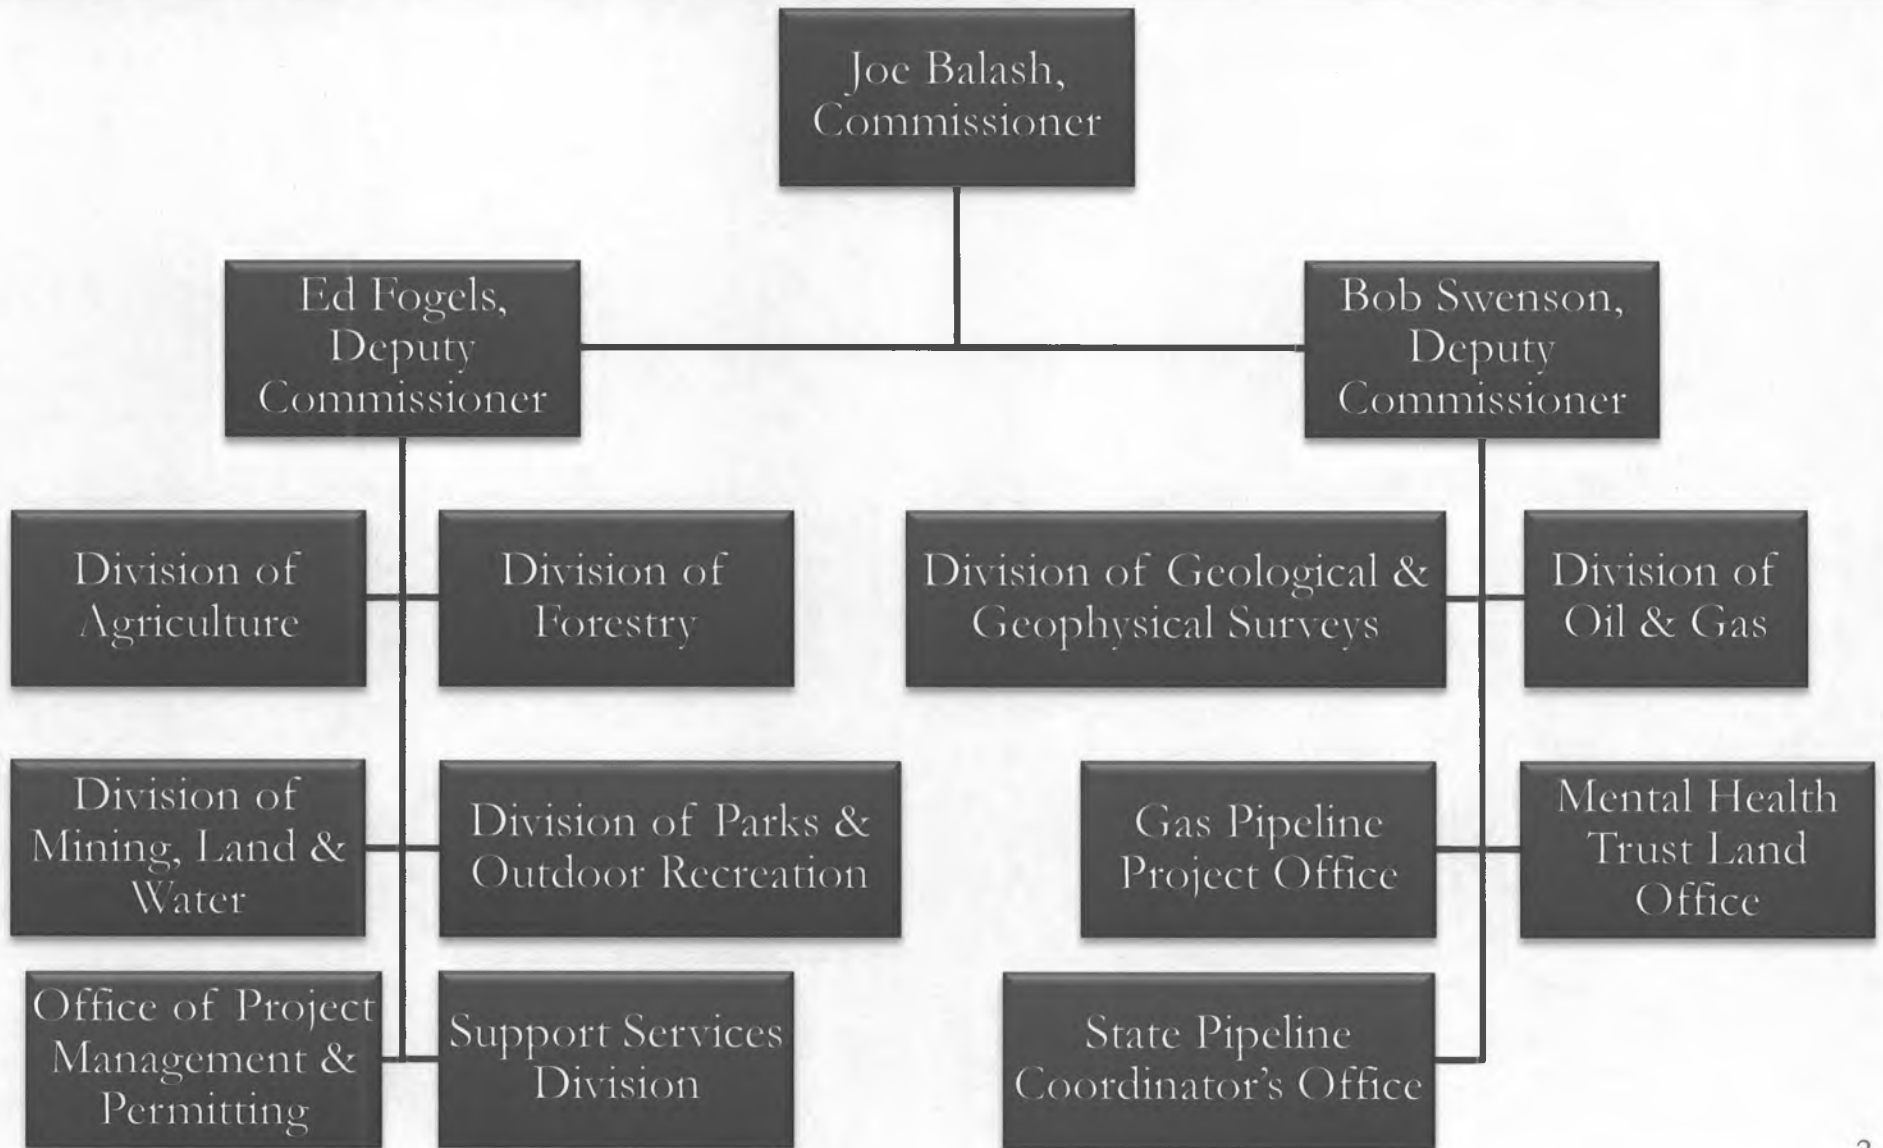 Joe Balash,
Commissioner
Ed Fogels,
Deputy
Commissioner
Bob Swenson,
Deputy
Commissioner
Division of
Agriculture
Division of
Forestry
Division of Geological &
Geophysical Surveys
Division of
Oil & Gas
Division of
Mining, Land &
Water
Division of Parks &
Outdoor Recreation
Gas Pipeline
Project Office
Mental Health
Trust Land
Office
Office of Project
Management &
Permitting
Support Services
Division
State Pipeline
Coordinator's Office